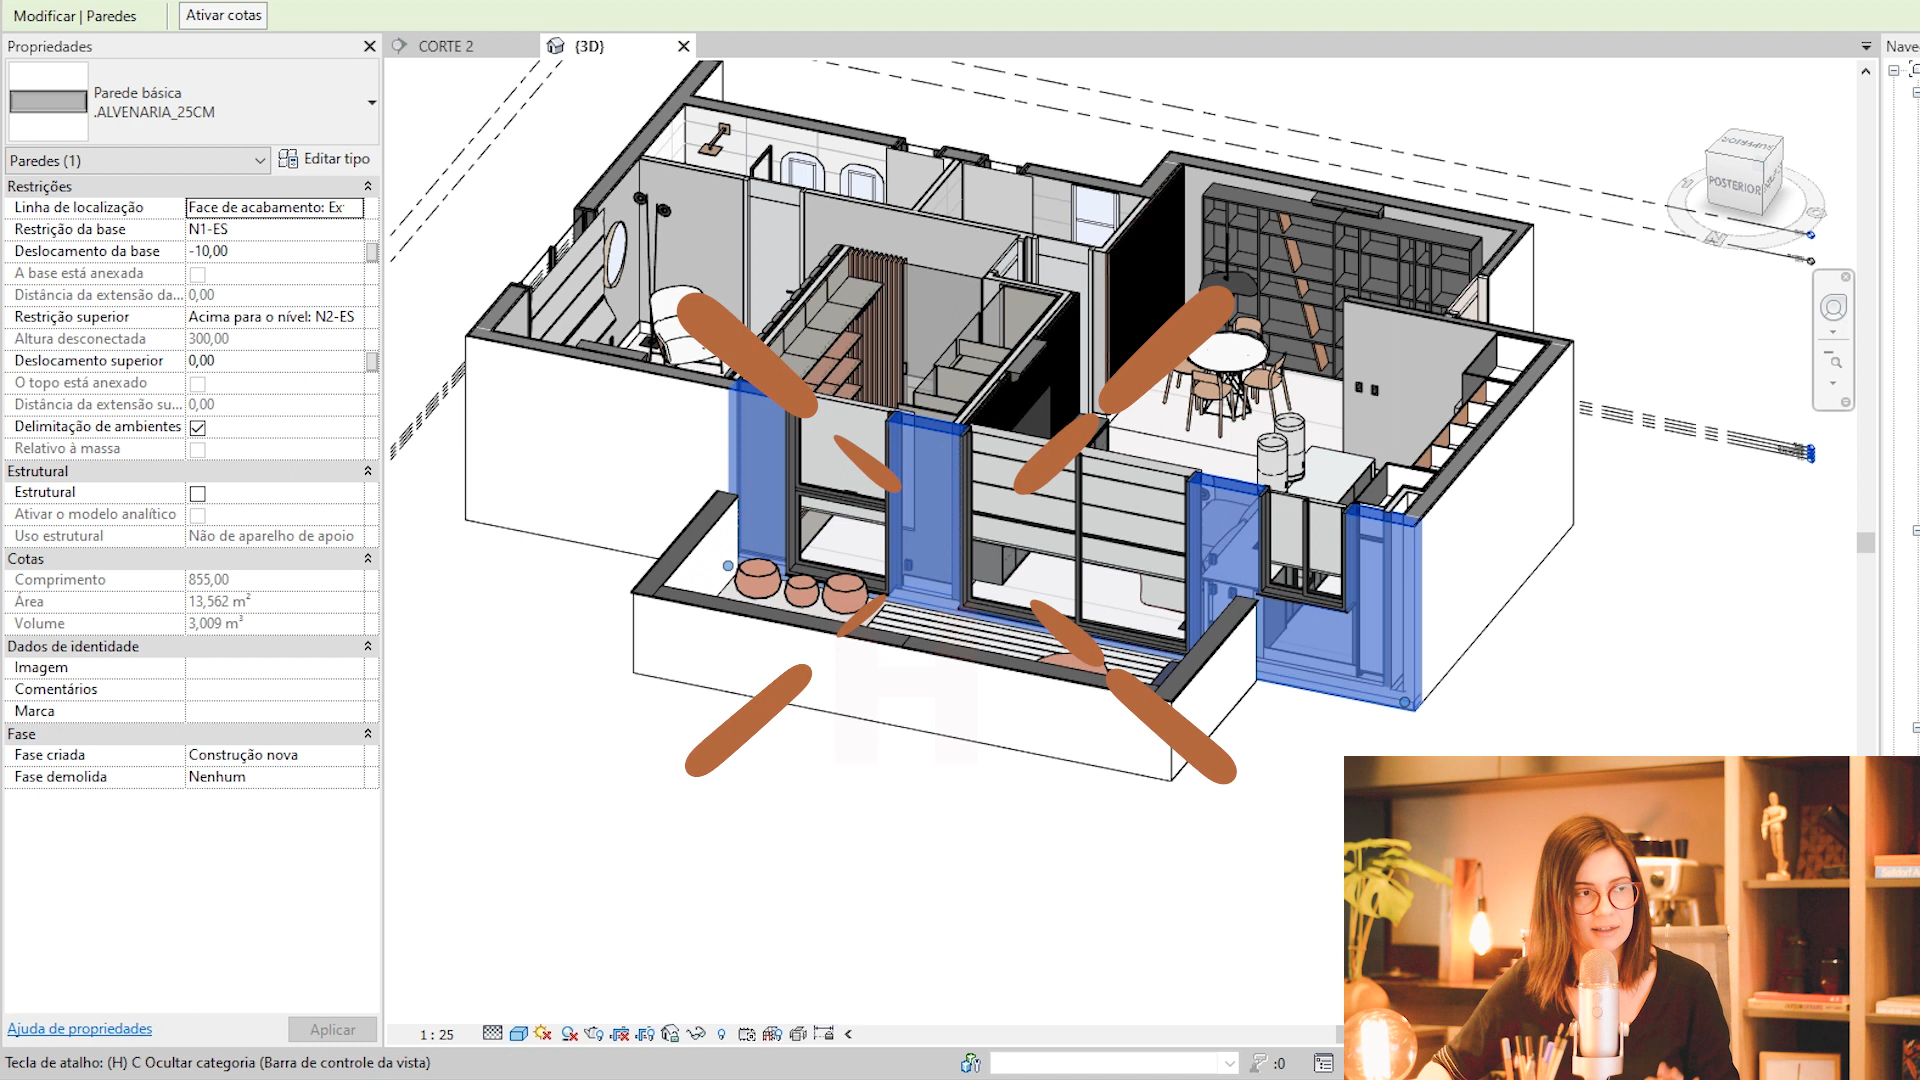 Modificar | Paredes
Ativar cotas
Propriedades
CORTE 2
{3D}
Nave
Parede básica
.ALVENARIA_25CM
Paredes (1)
Editar tipo
Restrições
Linha de localização
Face de acabamento: Ex
Restrição da base
N1-ES
Deslocamento da base
-10,00
A base está anexada
Distância da extensão da...
0,00
Restrição superior
Acima para o nível: N2-ES
Altura desconectada
300,00
Deslocamento superior
0,00
O topo está anexado
Distância da extensão su...
0,00
Delimitação de ambientes
Relativo à massa
Estrutural
Estrutural
Ativar o modelo analítico
Uso estrutural
Não de aparelho de apoio
Cotas
Comprimento
855,00
Área
13,562 m²
Volume
3,009 m³
Dados de identidade
Imagem
Comentários
Marca
Fase
Fase criada
Construção nova
Fase demolida
Nenhum
Ajuda de propriedades
Aplicar
SUPERIOR
POSTERIOR
N
H
1 : 25
Tecla de atalho: (H) C Ocultar categoria (Barra de controle da vista)
:0